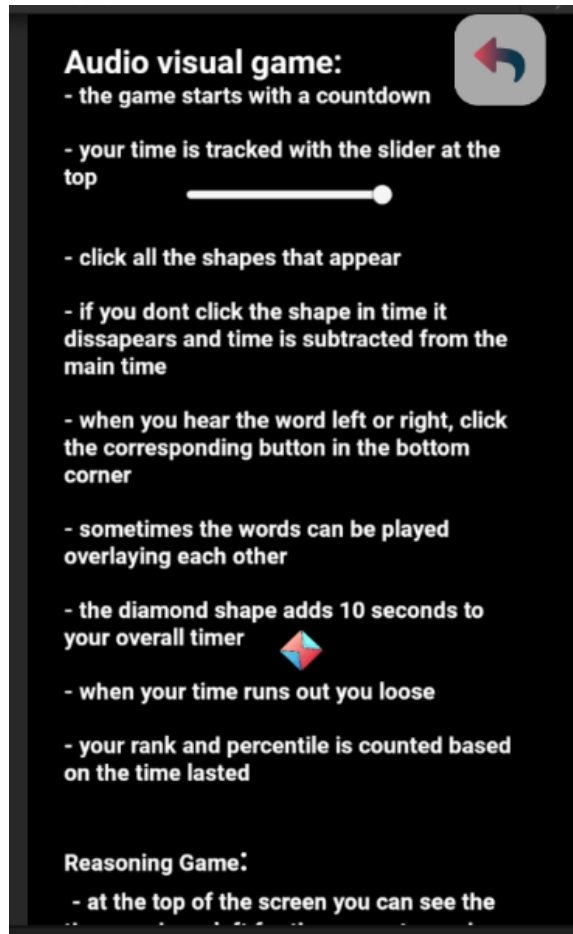 Audio visual game:
- the game starts with a countdown
- your time is tracked with the slider at the
top
- click all the shapes that appear
- if you dont click the shape in time it
dissapears and time is subtracted from the
main time
- when you hear the word left or right, click
the corresponding button in the bottom
corner
- sometimes the words can be played
overlaying each other
- the diamond shape adds 10 seconds to
your overall timer
- when your time runs out you loose
- your rank and percentile is counted based
on the time lasted
Reasoning Game:
- at the top of the screen you can see the